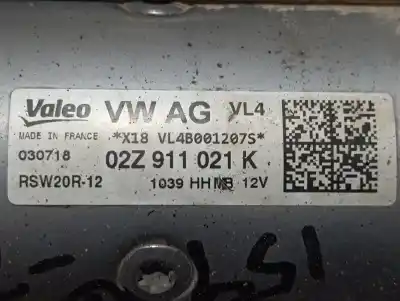 Valeo VW AG VL4
MADE IN FRANCE *X18 VL4B001207S*
030718 02Z 911 021 K
RSW20R-12 1039 HH MB 12V